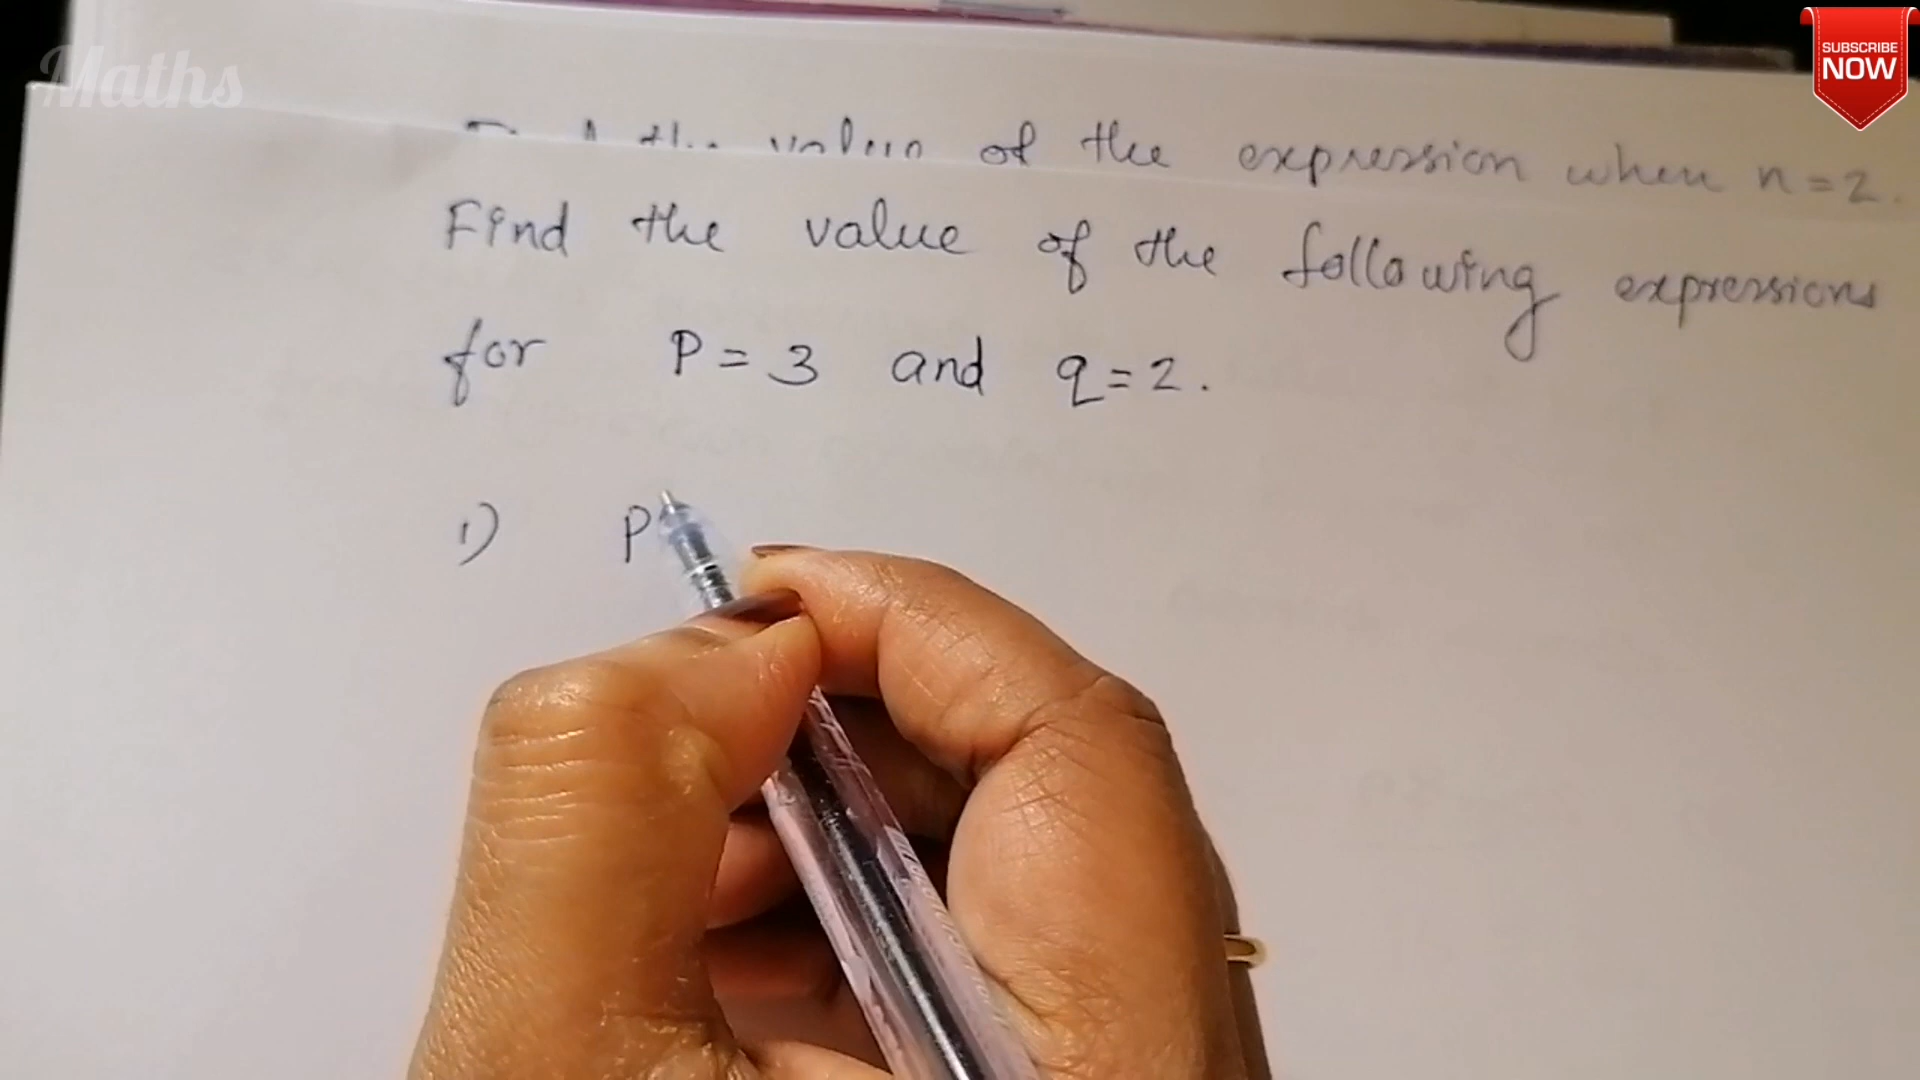 Maths
SUBSCRIBE
NOW
the value of the expression when n=2.
Find the value of the following expressions
for P=3 and q=2.
1) P